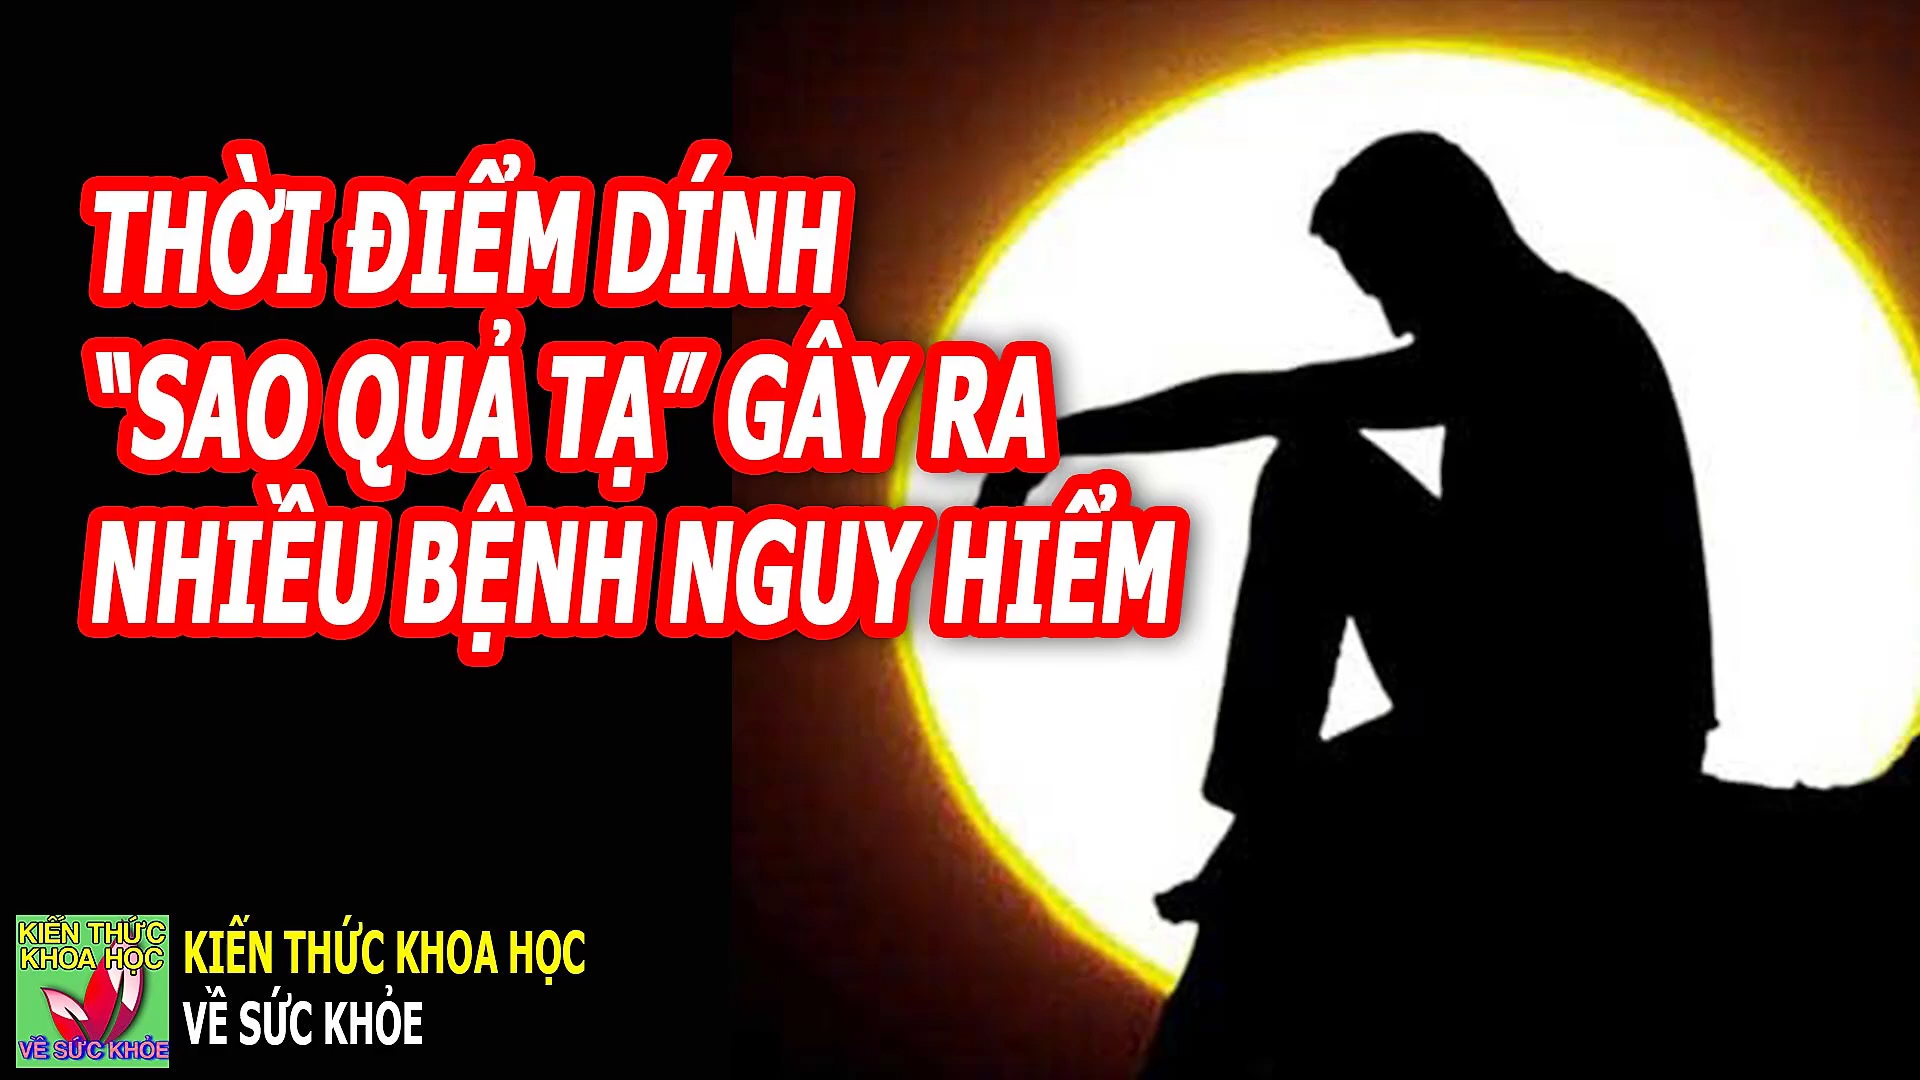 THỜI ĐIỂM DÍNH
“SAO QUẢ TẠ” GÂY RA
NHIỀU BỆNH NGUY HIỂM
KIẾN THỨC
KHOA HỌC
VỀ SỨC KHỎE
KIẾN THỨC KHOA HỌC
VỀ SỨC KHỎE